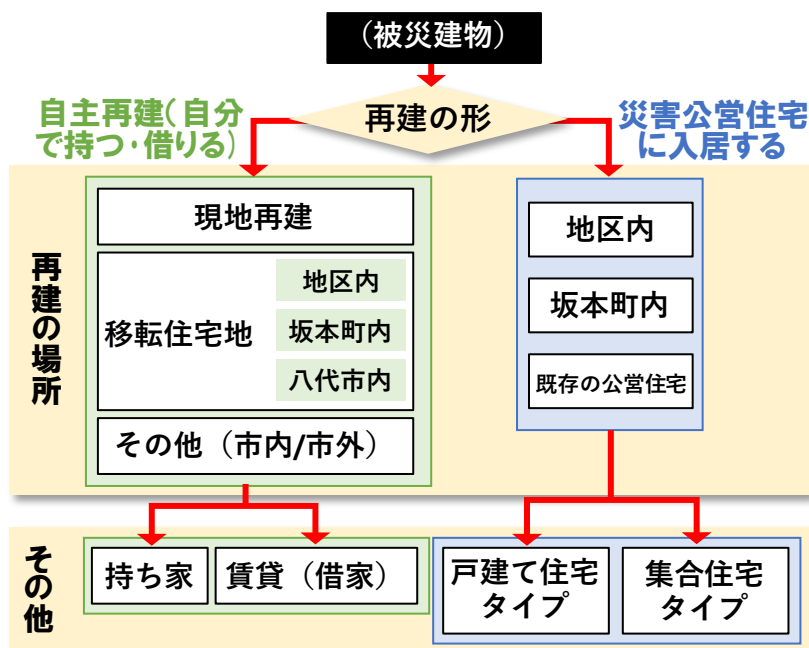 （被災建物）
再建の形
自主再建（自分
で持つ・借りる）
災害公営住宅
に入居する
再建の場所
現地再建
移転住宅地
地区内
坂本町内
八代市内
その他（市内/市外）
地区内
坂本町内
既存の公営住宅
その他
持ち家
賃貸（借家）
戸建て住宅
タイプ
集合住宅
タイプ